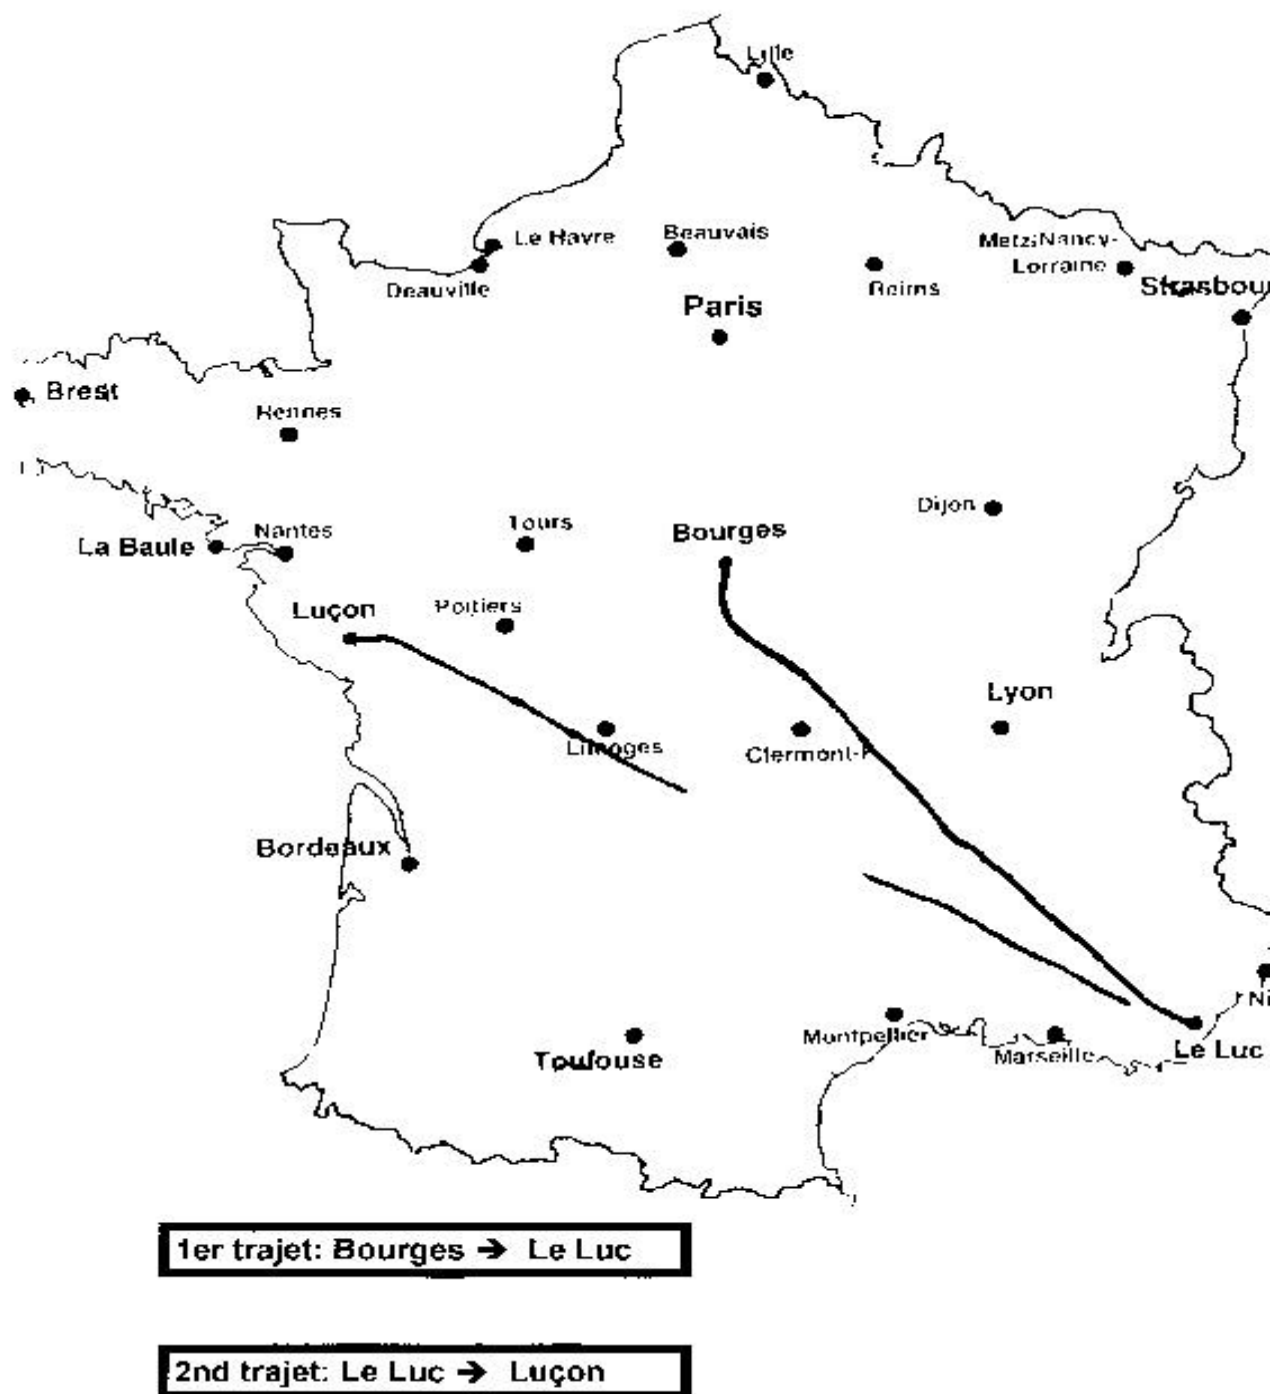 Lille
Le Havre
Beauvais
Metz/Nancy-
Lorraine
Deauville
Reims
Strasbour
Paris
Brest
Rennes
Dijon
La Baule
Nantes
Tours
Bourges
Luçon
Poitiers
Lyon
Limoges
Clermont-F
Bordeaux
Ni
Montpellier
Marseille
Le Luc
Toulouse
1er trajet: Bourges ➔ Le Luc
2nd trajet: Le Luc ➔ Luçon